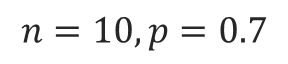 n = 10, p = 0.7